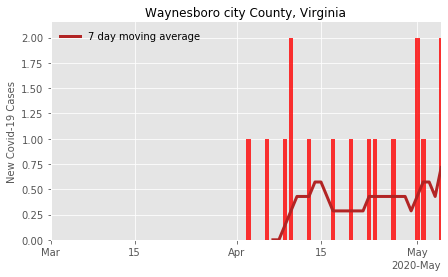 Waynesboro city County, Virginia
7 day moving average
New Covid-19 Cases
2.00
1.75
1.50
1.25
1.00
0.75
0.50
0.25
0.00
Mar 15 Apr 15 May
2020-May